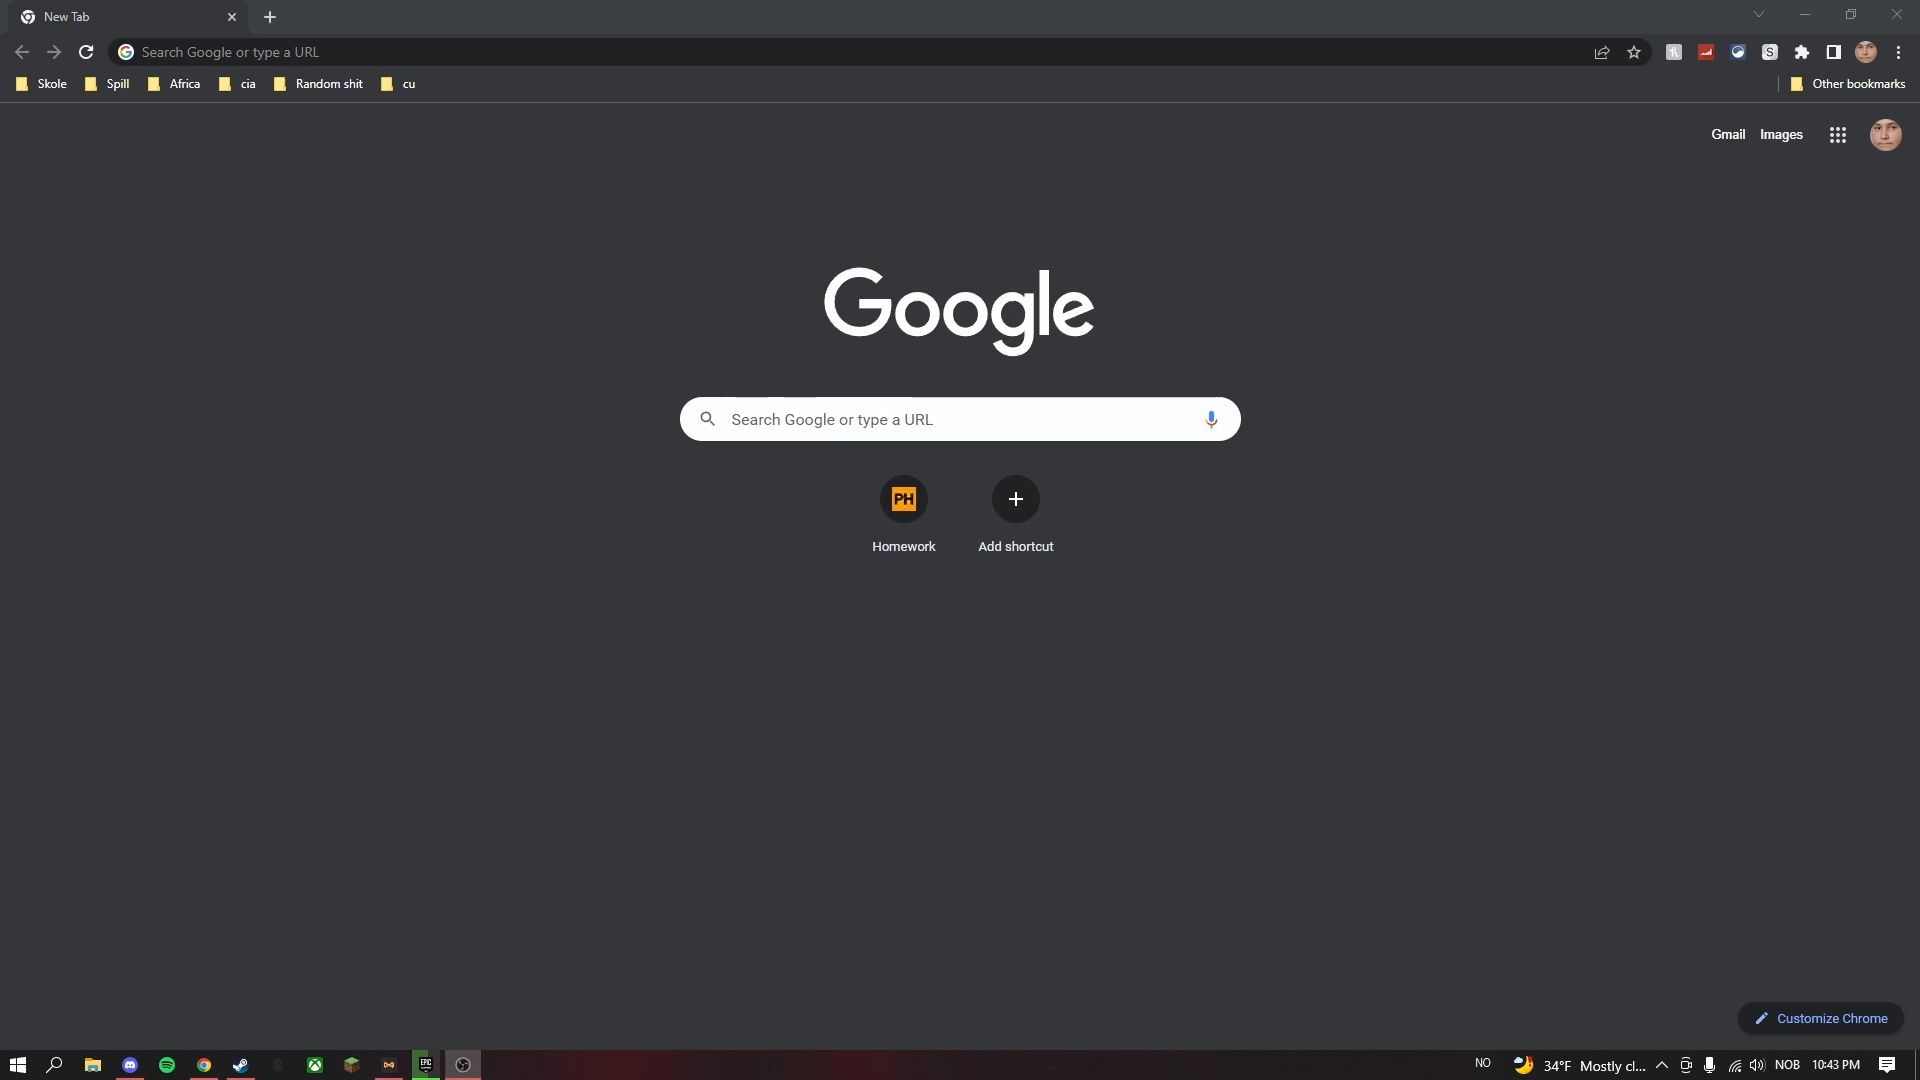 New Tab
Search Google or type a URL
Skole Spill Africa cia Random shit cu Other bookmarks
Gmail Images
Google
Search Google or type a URL
PH
Homework Add shortcut
Customize Chrome
EPIC
NO 34°F Mostly cl... NOB 10:43 PM